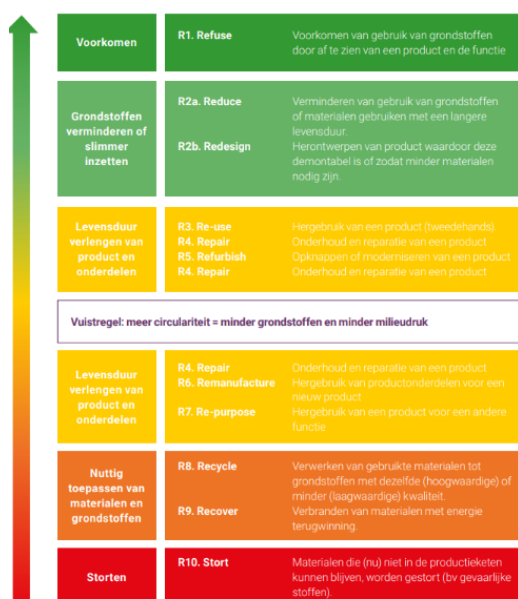 Voorkomen
R1. Refuse
Voorkomen van gebruik van grondstoffen
door af te zien van een product en de functie
Grondstoffen
verminderen of
slimmer
inzetten
R2a. Reduce
Verminderen van gebruik van grondstoffen
of materialen gebruiken met een langere
levensduur.
R2b. Redesign
Herontwerpen van product waardoor deze
demontabel is of zodat minder materialen
nodig zijn.
Levensduur
verlengen van
product en
onderdelen
R3. Re-use
Hergebruik van een product (tweedehands)
R4. Repair
Onderhoud en reparatie van een product
R5. Refurbish
Opknappen of moderniseren van een product
R4. Repair
Onderhoud en reparatie van een product
Vuistregel: meer circulariteit = minder grondstoffen en minder milieudruk
Levensduur
verlengen van
product en
onderdelen
R4. Repair
Onderhoud en reparatie van een product
R6. Remanufacture
Hergebruik van productonderdelen voor een
nieuw product
R7. Re-purpose
Hergebruik van een product voor een andere
functie
Nuttig
toepassen van
materialen en
grondstoffen
R8. Recycle
Verwerken van gebruikte materialen tot
grondstoffen met dezelfde (hoogwaardige) of
minder (laagwaardige) kwaliteit.
R9. Recover
Verbranden van materialen met energie
terugwinning.
Storten
R10. Stort
Materialen die (nu) niet in de productieketen
kunnen blijven, worden gestort (bv gevaarlijke
stoffen).